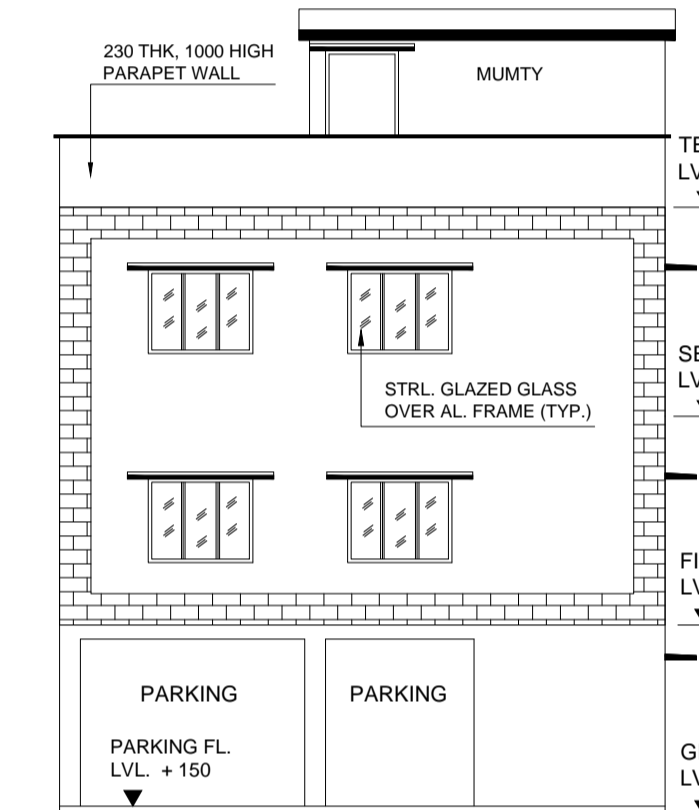 230 THK, 1000 HIGH
PARAPET WALL
MUMTY
STRL. GLAZED GLASS
OVER AL. FRAME (TYP.)
PARKING
PARKING
PARKING FL.
LVL. + 150